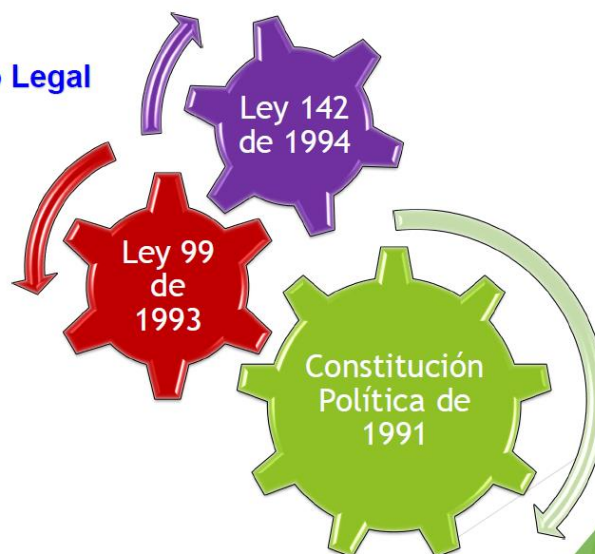 Legal
Ley 142
de 1994
Ley 99
de
1993
Constitución
Política de
1991